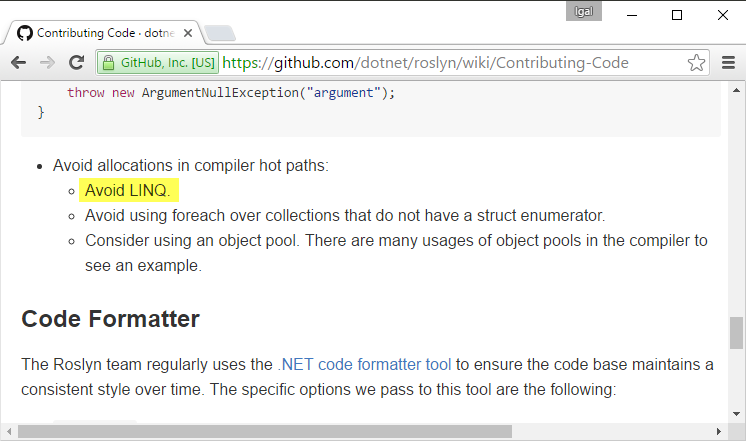 Igal
Contributing Code · dotne
GitHub, Inc. [US] https://github.com/dotnet/roslyn/wiki/Contributing-Code
throw new ArgumentNullException("argument");
}
• Avoid allocations in compiler hot paths:
◦ Avoid LINQ.
◦ Avoid using foreach over collections that do not have a struct enumerator.
◦ Consider using an object pool. There are many usages of object pools in the compiler to
see an example.
Code Formatter
The Roslyn team regularly uses the .NET code formatter tool to ensure the code base maintains a
consistent style over time. The specific options we pass to this tool are the following: